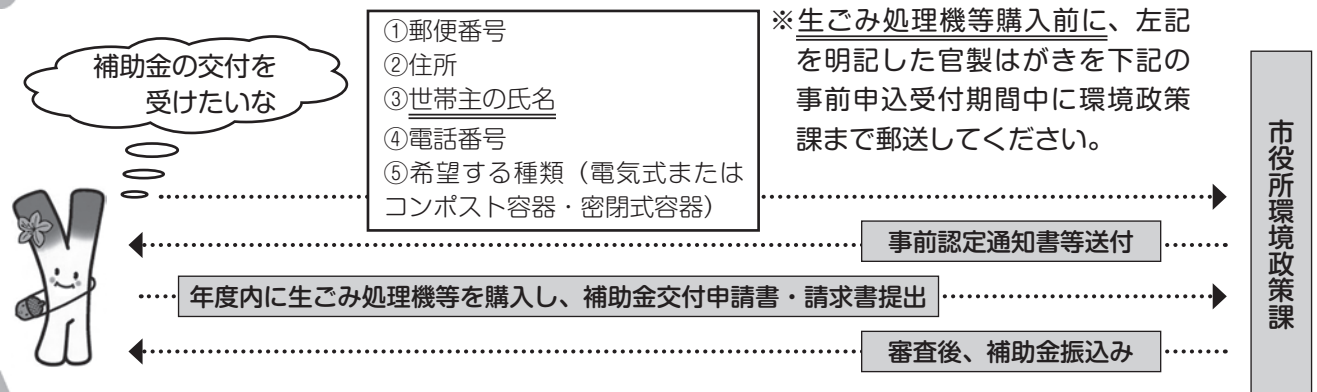 補助金の交付を
受けたいな
①郵便番号
②住所
③世帯主の氏名
④電話番号
⑤希望する種類（電気式または
コンポスト容器・密閉式容器）
※生ごみ処理機等購入前に、左記
を明記した官製はがきを下記の
事前申込受付期間中に環境政策
課まで郵送してください。
事前認定通知書等送付
年度内に生ごみ処理機等を購入し、補助金交付申請書・請求書提出
審査後、補助金振込み
市役所環境政策課